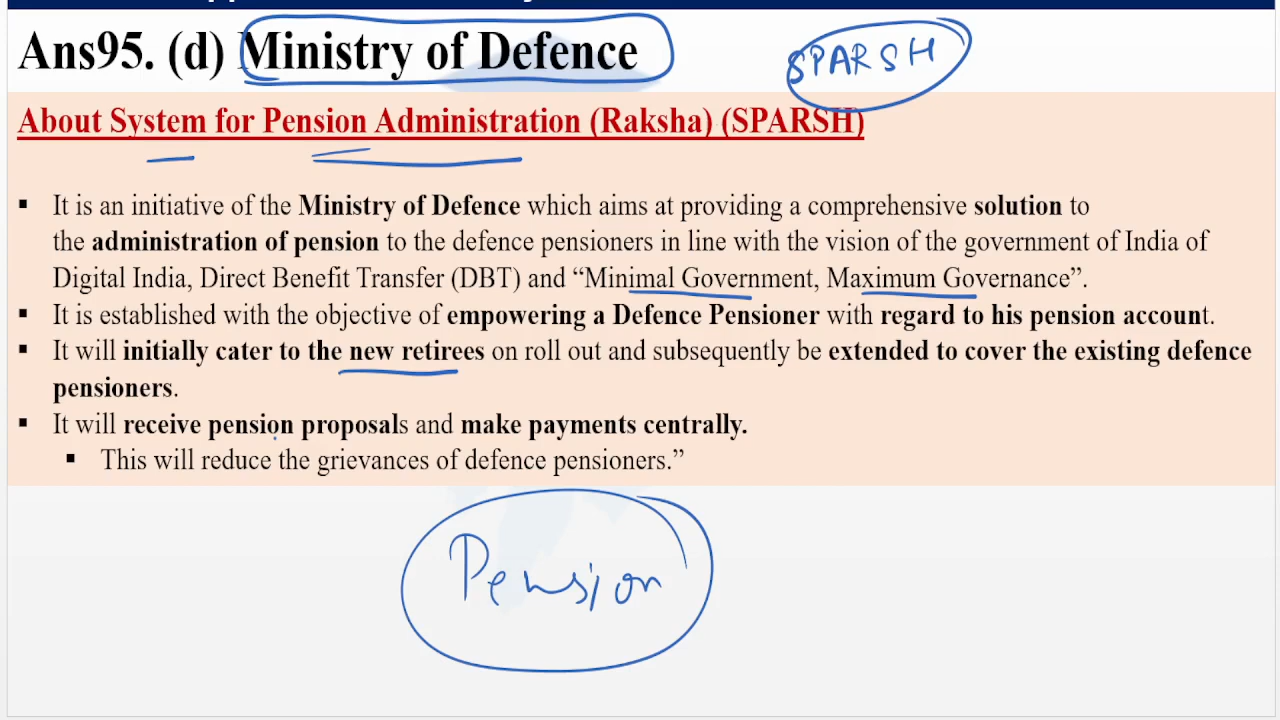 Ans95. (d) Ministry of Defence
SPARSH
About System for Pension Administration (Raksha) (SPARSH)
▪ It is an initiative of the Ministry of Defence which aims at providing a comprehensive solution to
the administration of pension to the defence pensioners in line with the vision of the government of India of
Digital India, Direct Benefit Transfer (DBT) and “Minimal Government, Maximum Governance”.
▪ It is established with the objective of empowering a Defence Pensioner with regard to his pension account.
▪ It will initially cater to the new retirees on roll out and subsequently be extended to cover the existing defence
pensioners.
▪ It will receive pension proposals and make payments centrally.
▪ This will reduce the grievances of defence pensioners.”
Pension